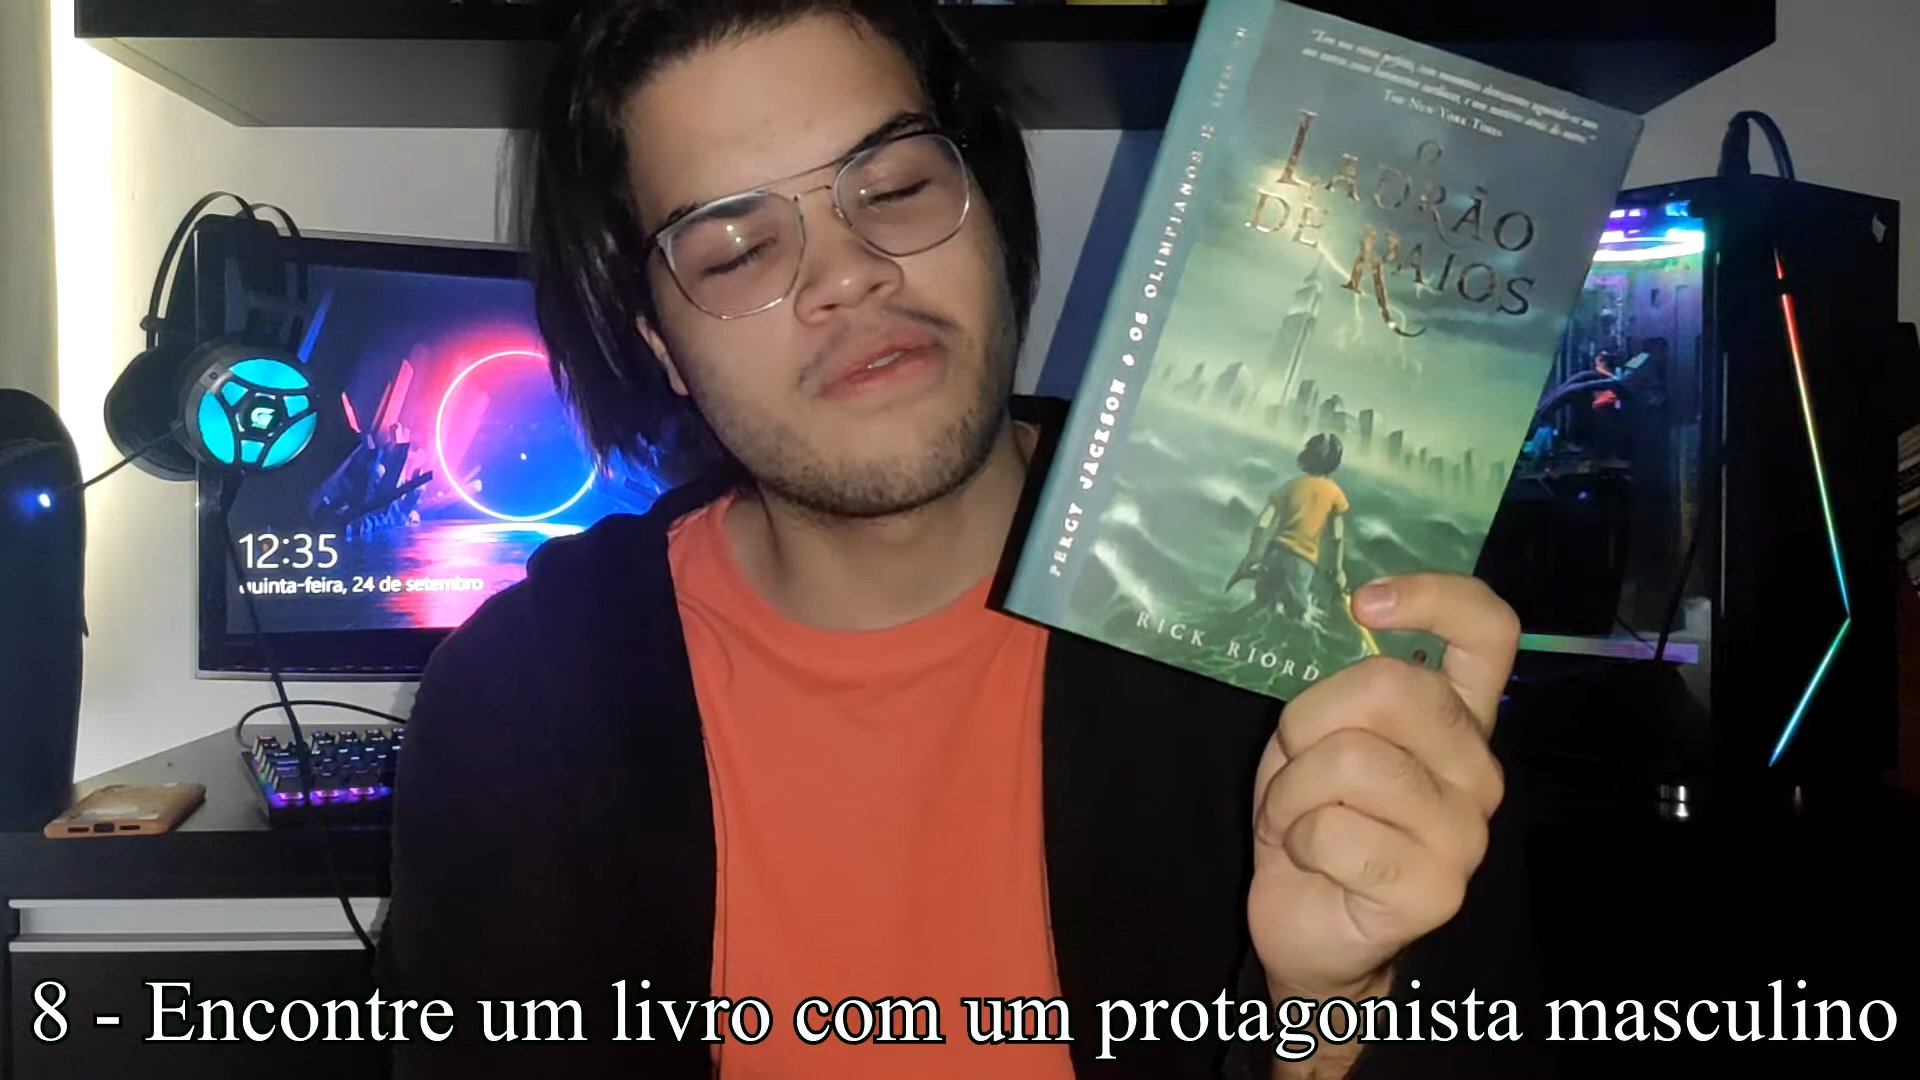 THE NEW YORK TIMES
O
LADRÃO
DE RAIOS
PERCY JACKSON & OS OLIMPIANOS
RICK RIORD
12:35
quinta-feira, 24 de setembro
8 - Encontre um livro com um protagonista masculino